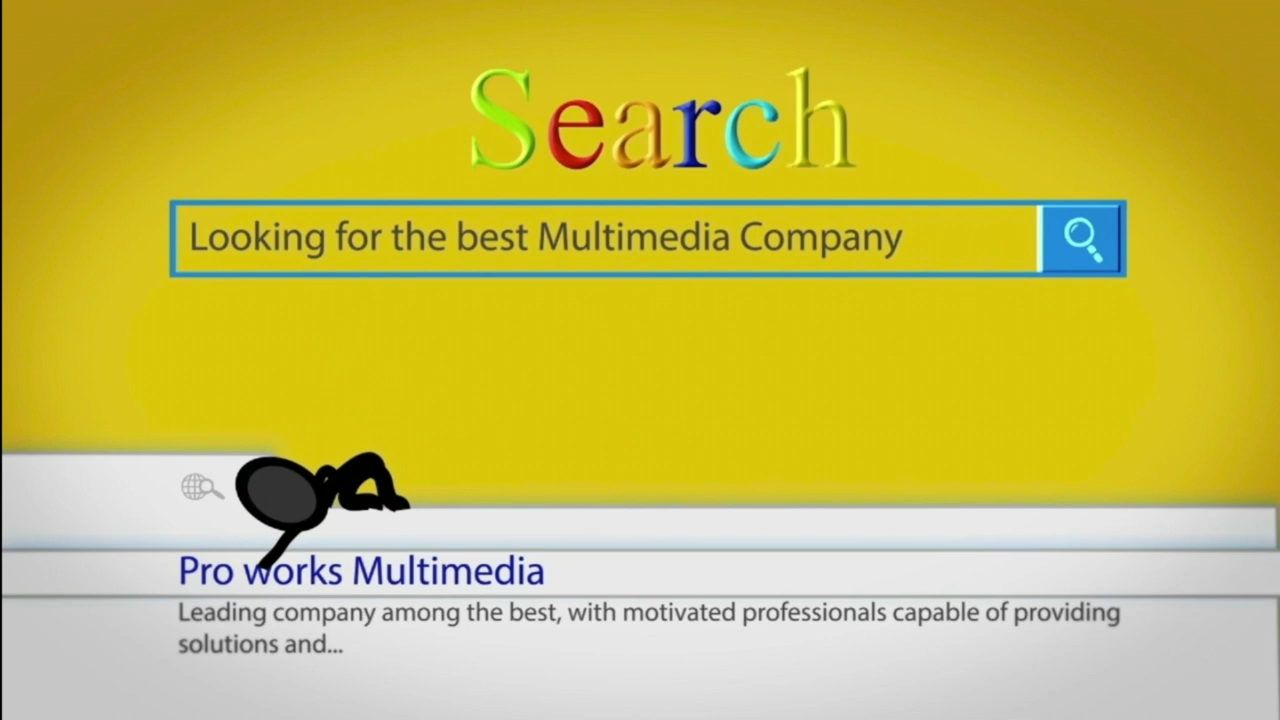 Search
Looking for the best Multimedia Company
Pro works Multimedia
Leading company among the best, with motivated professionals capable of providing
solutions and...